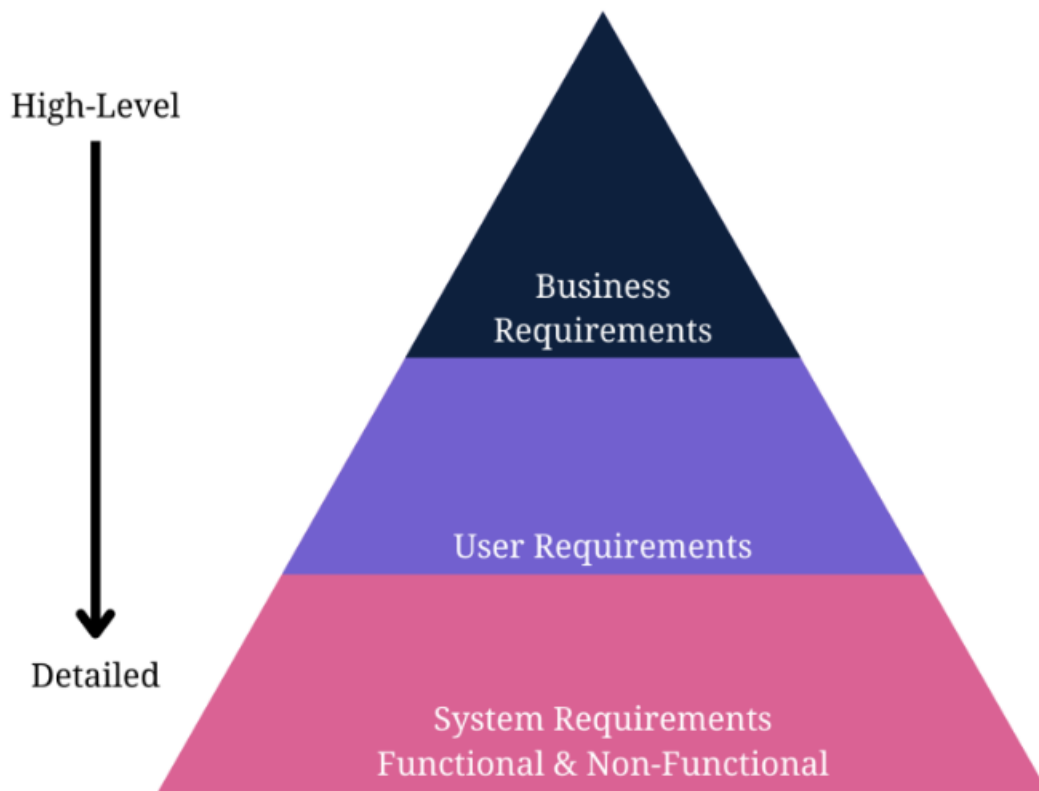 High-Level
Business
Requirements
User Requirements
Detailed
System Requirements
Functional & Non-Functional